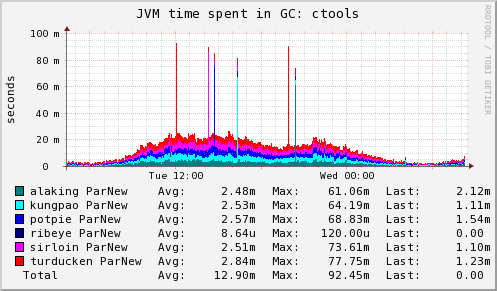 JVM time spent in GC: ctools
RRDTOOL / TOBI OETIKER
seconds
100 m
80 m
60 m
40 m
20 m
0
Tue 12:00 Wed 00:00
alaking ParNew Avg: 2.48m Max: 61.06m Last: 2.12m
kungpao ParNew Avg: 2.53m Max: 64.19m Last: 1.11m
potpie ParNew Avg: 2.57m Max: 68.83m Last: 1.54m
ribeye ParNew Avg: 8.64u Max: 120.00u Last: 0.00
sirloin ParNew Avg: 2.51m Max: 73.61m Last: 1.10m
turducken ParNew Avg: 2.84m Max: 77.75m Last: 1.23m
Total Avg: 12.90m Max: 92.45m Last: 0.00